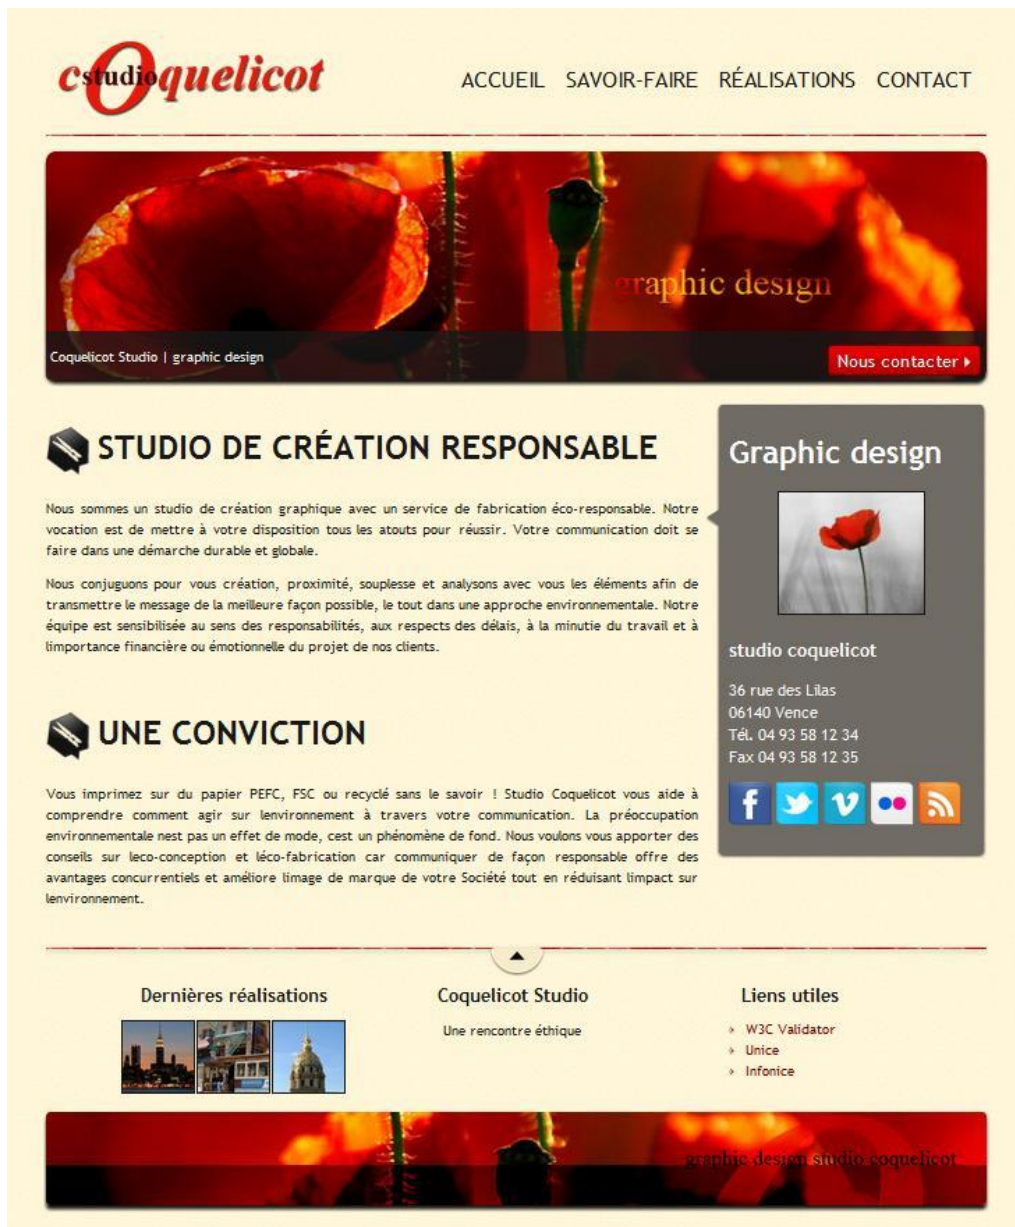 cOquelicot
studio
ACCUEIL SAVOIR-FAIRE RÉALISATIONS CONTACT
graphic design
Coquelicot Studio | graphic design
Nous contacter
STUDIO DE CRÉATION RESPONSABLE
Nous sommes un studio de création graphique avec un service de fabrication éco-responsable. Notre
vocation est de mettre à votre disposition tous les atouts pour réussir. Votre communication doit se
faire dans une démarche durable et globale.
Nous conjuguons pour vous création, proximité, souplesse et analysons avec vous les éléments afin de
transmettre le message de la meilleure façon possible, le tout dans une approche environnementale. Notre
équipe est sensibilisée au sens des responsabilités, aux respects des délais, à la minutie du travail et à
limportance financière ou émotionnelle du projet de nos clients.
UNE CONVICTION
Vous imprimez sur du papier PEFC, FSC ou recyclé sans le savoir ! Studio Coquelicot vous aide à
comprendre comment agir sur lenvironnement à travers votre communication. La préoccupation
environnementale nest pas un effet de mode, cest un phénomène de fond. Nous voulons vous apporter des
conseils sur leco-conception et léco-fabrication car communiquer de façon responsable offre des
avantages concurrentiels et améliore limage de marque de votre Société tout en réduisant limpact sur
lenvironnement.
Graphic design
studio coquelicot
36 rue des Lilas
06140 Vence
Tél. 04 93 58 12 34
Fax 04 93 58 12 35
Dernières réalisations
Coquelicot Studio
Une rencontre éthique
Liens utiles
W3C Validator
Unice
Infonice
graphic design studio coquelicot